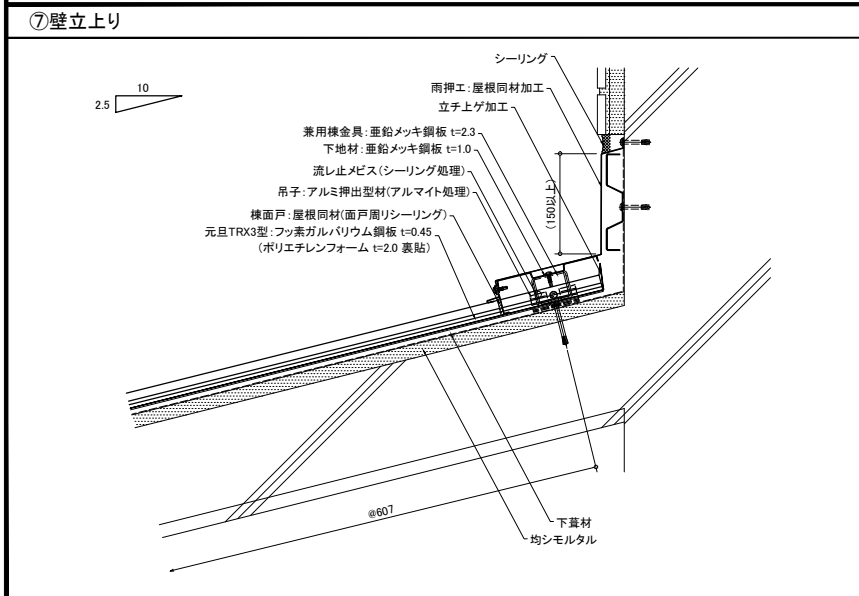 ⑦壁立上り
10
2.5
シーリング
雨押エ：屋根同材加工
立チ上ゲ加工
兼用棟金具：亜鉛メッキ鋼板 t=2.3
下地材：亜鉛メッキ鋼板 t=1.0
流レ止メビス（シーリング処理）
吊子：アルミ押出型材（アルマイト処理）
棟面戸：屋根同材（面戸周リシーリング）
元旦TRX3型：フッ素ガルバリウム鋼板 t=0.45
（ポリエチレンフォーム t=2.0 裏貼）
（150以上）
@607
下葺材
均シモルタル